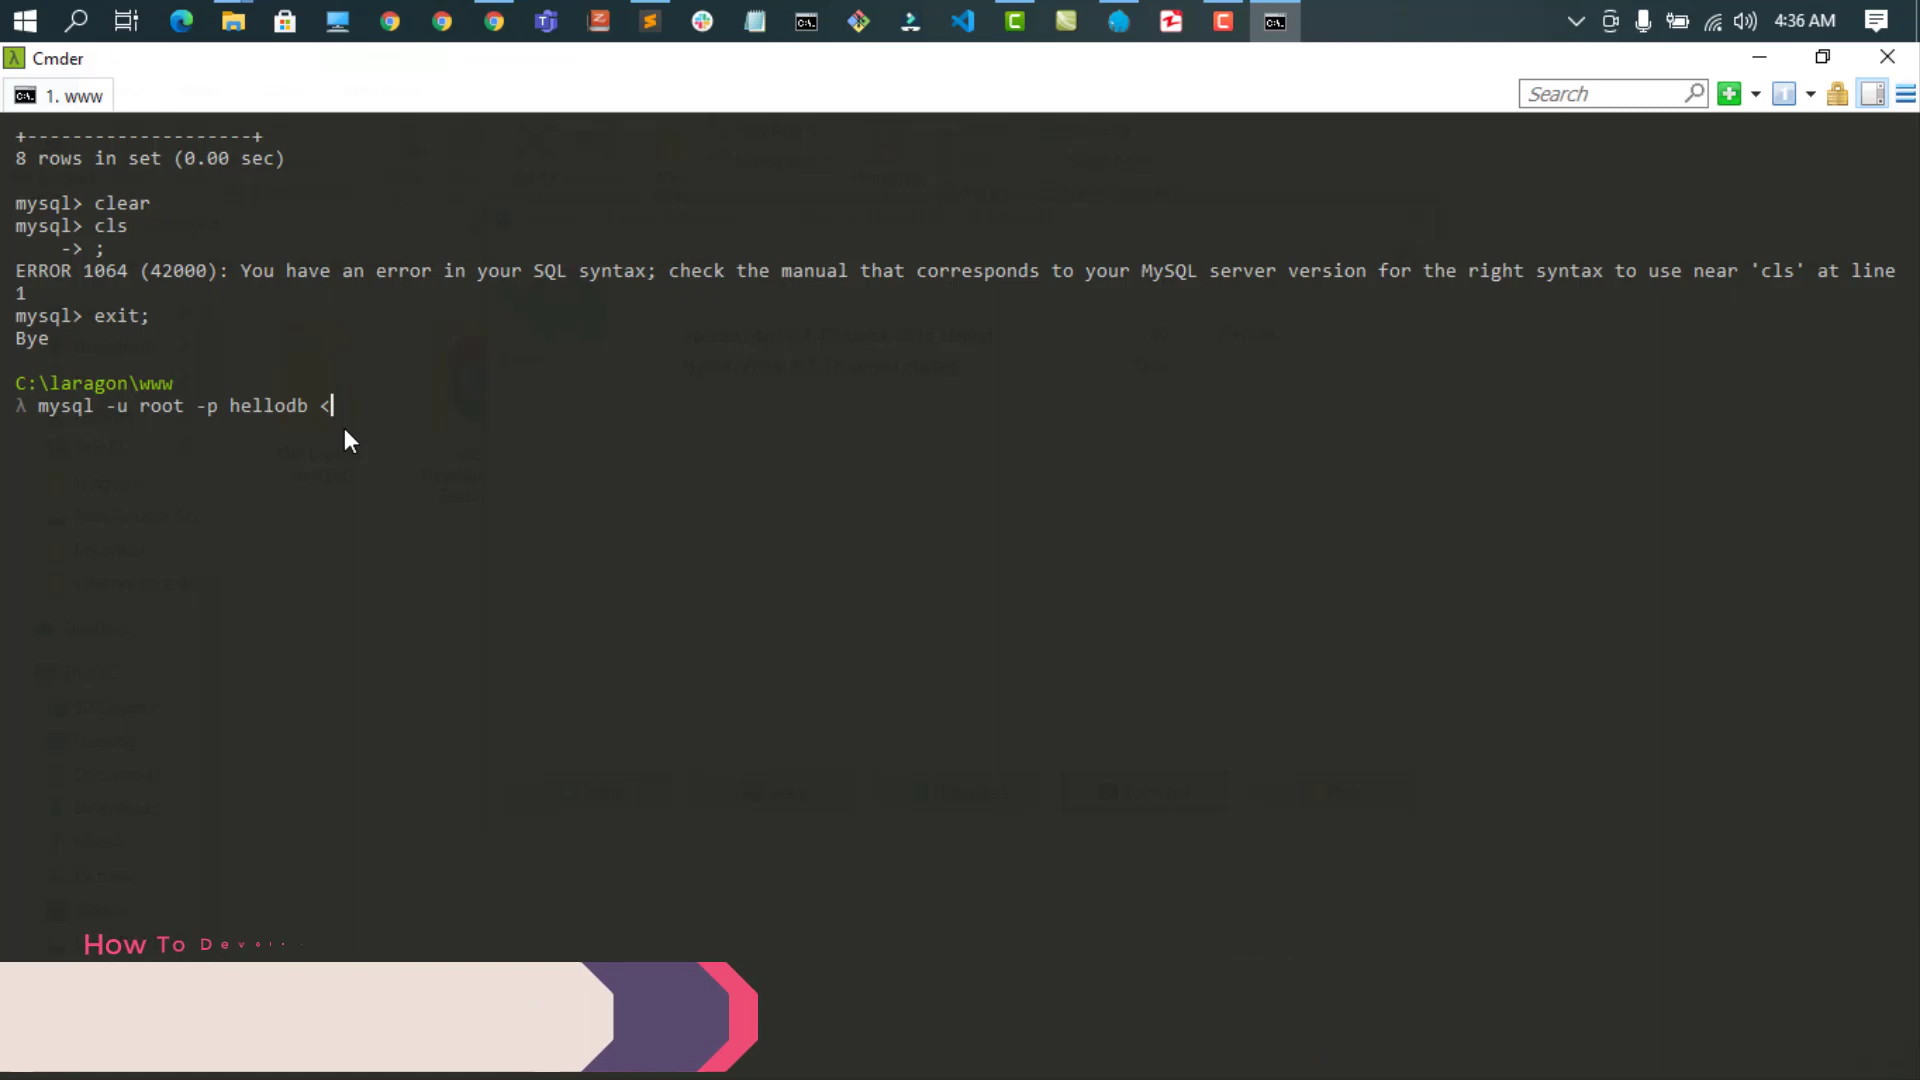 4:36 AM
Cmder
1. www
Search
+--------------------+
8 rows in set (0.00 sec)
mysql> clear
mysql> cls
-> ;
ERROR 1064 (42000): You have an error in your SQL syntax; check the manual that corresponds to your MySQL server version for the right syntax to use near 'cls' at line
1
mysql> exit;
Bye
C:\laragon\www
λ mysql -u root -p hellodb <
How To